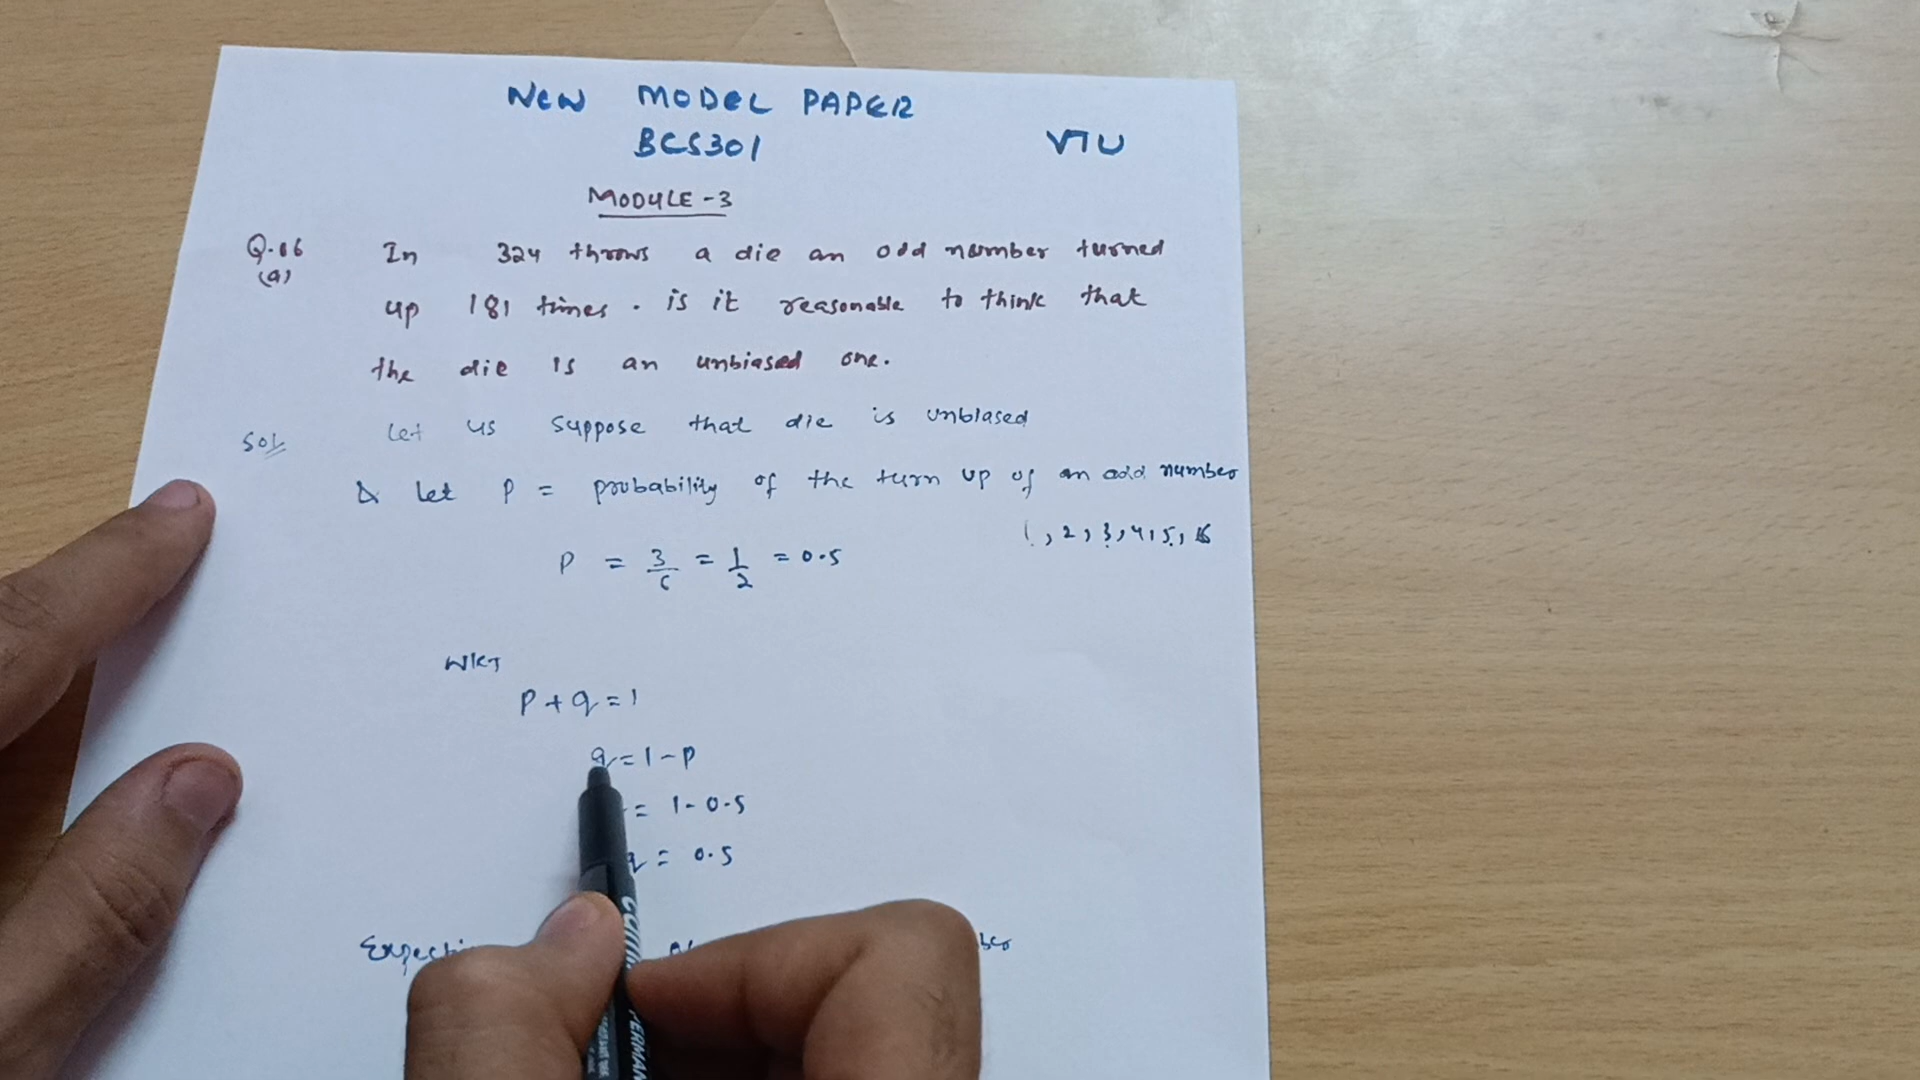 NEW MODEL PAPER
BCS301 VTU
MODULE-3
Q.06 In 324 throws a die an odd number turned
(a)
up 181 times. is it reasonable to think that
the die is an unbiased one.
Sol Let us suppose that die is unbiased
& let P = probability of the turn up of an odd number
1, 2, 3, 4, 5, 6
P = 3/6 = 1/2 = 0.5
WKT
P + q = 1
q = 1 - P
= 1 - 0.5
q = 0.5